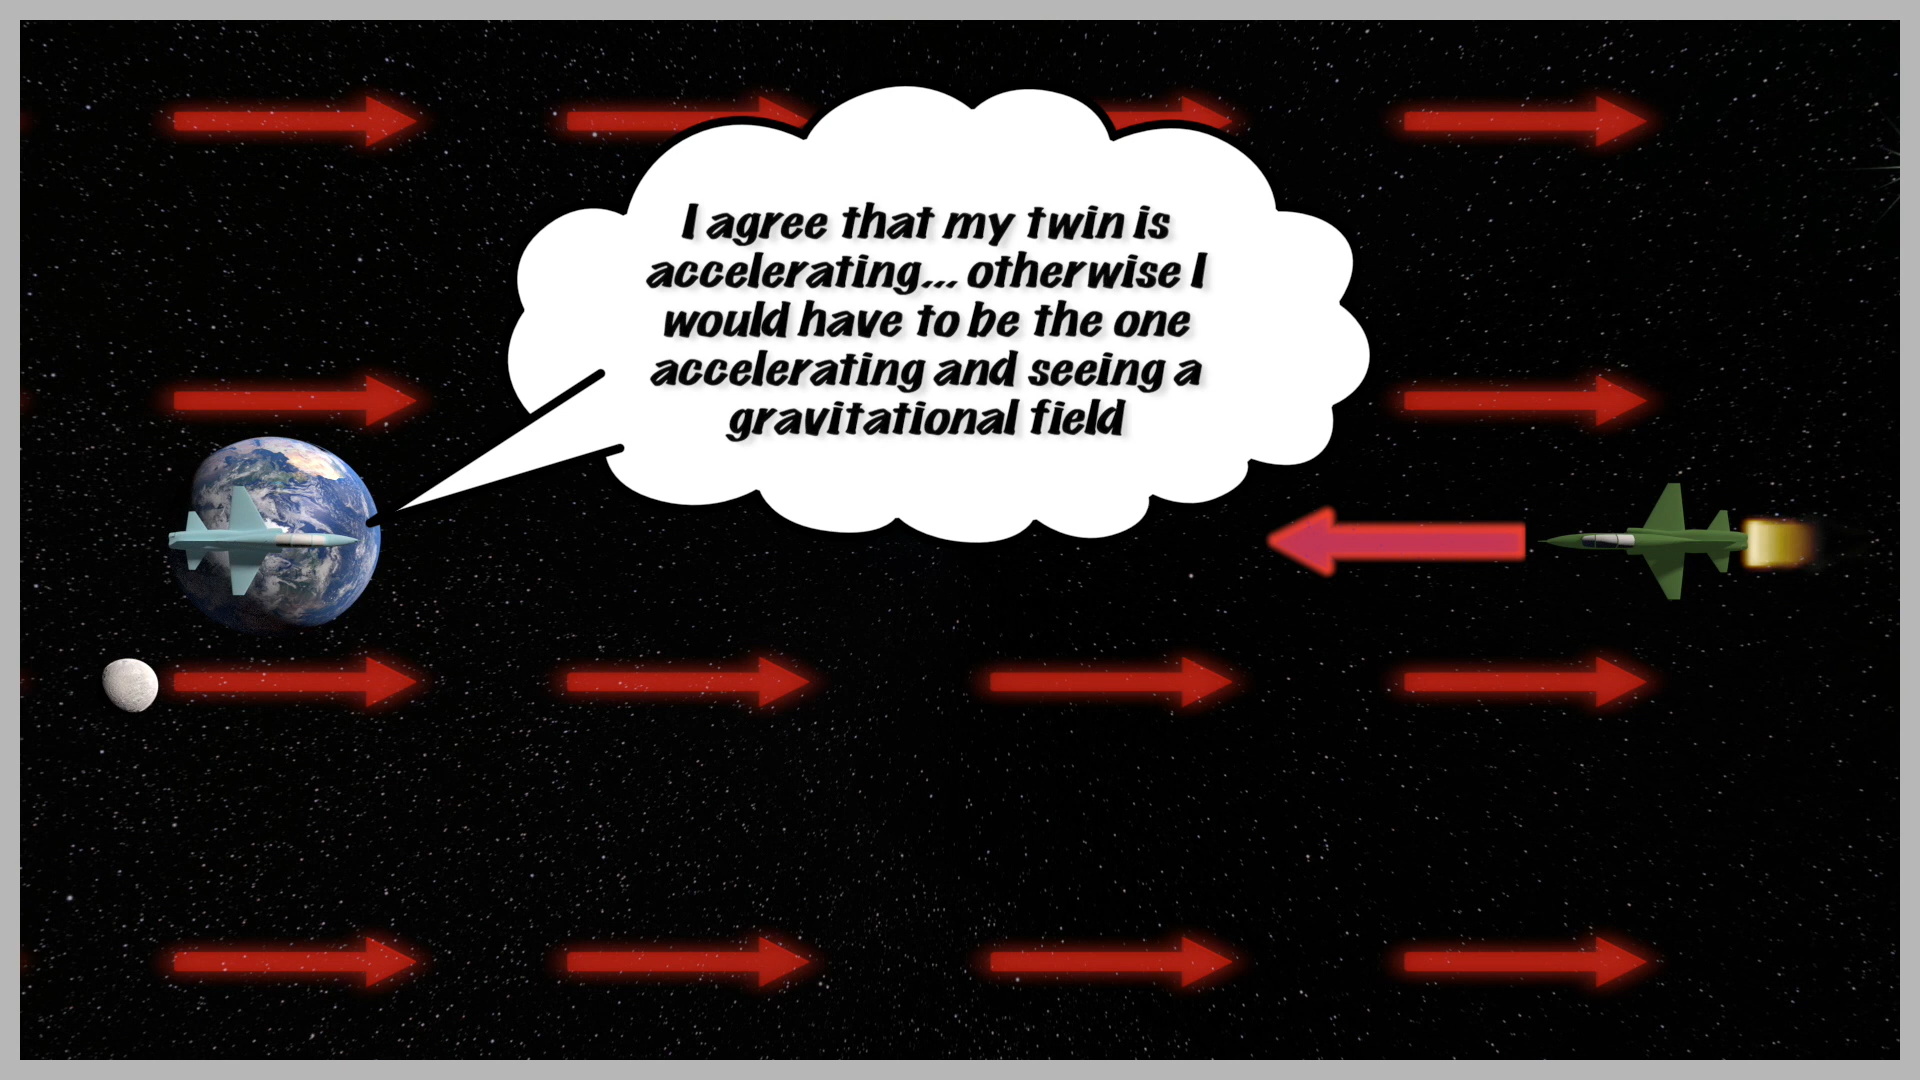 I agree that my twin is
accelerating... otherwise I
would have to be the one
accelerating and seeing a
gravitational field